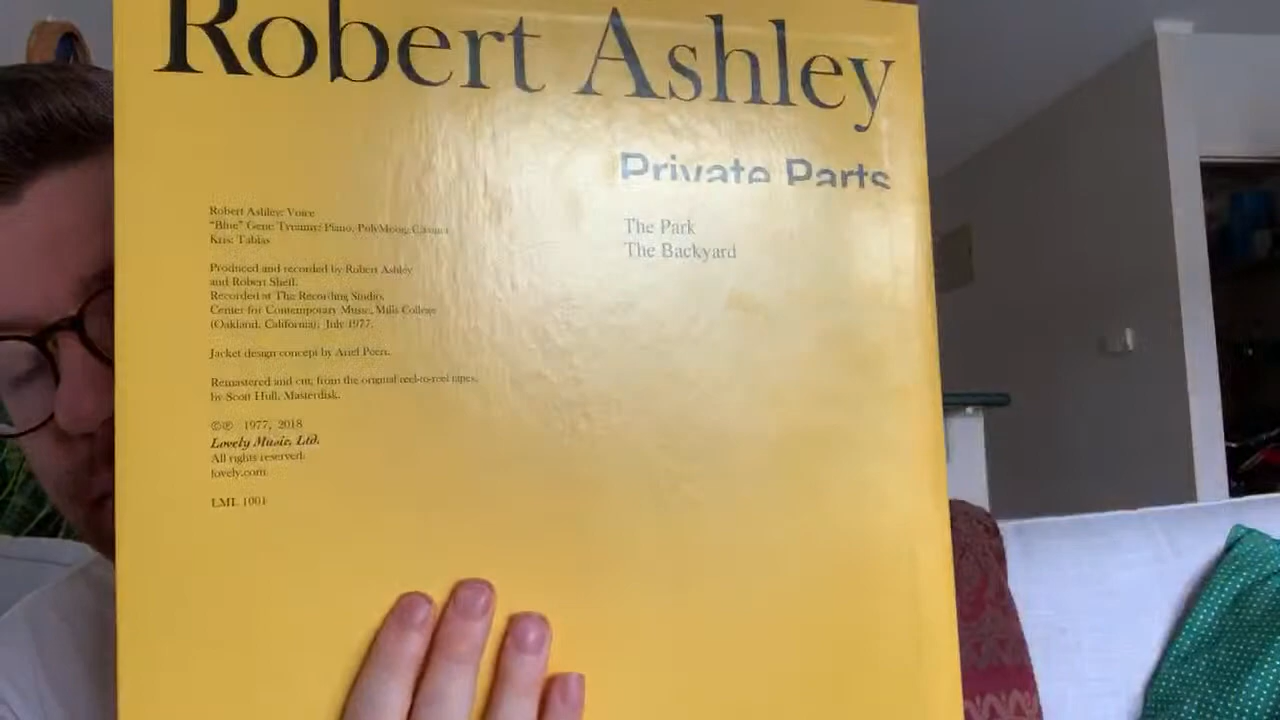 Robert Ashley
Private Parts
The Park
The Backyard
Robert Ashley: Voice
"Blue" Gene Tyranny: Piano, PolyMoog, Clavinet
Kris: Tablas
Produced and recorded by Robert Ashley
and Robert Sheff.
Recorded at The Recording Studio,
Center for Contemporary Music, Mills College
(Oakland, California), July 1977.
Jacket design concept by
Remastered and cut, from the original reel-to-reel tapes,
by Scott Hull, Masterdisk.
©℗ 1977, 2018
Lovely Music, Ltd.
All rights reserved.
lovely.com
LML 1001